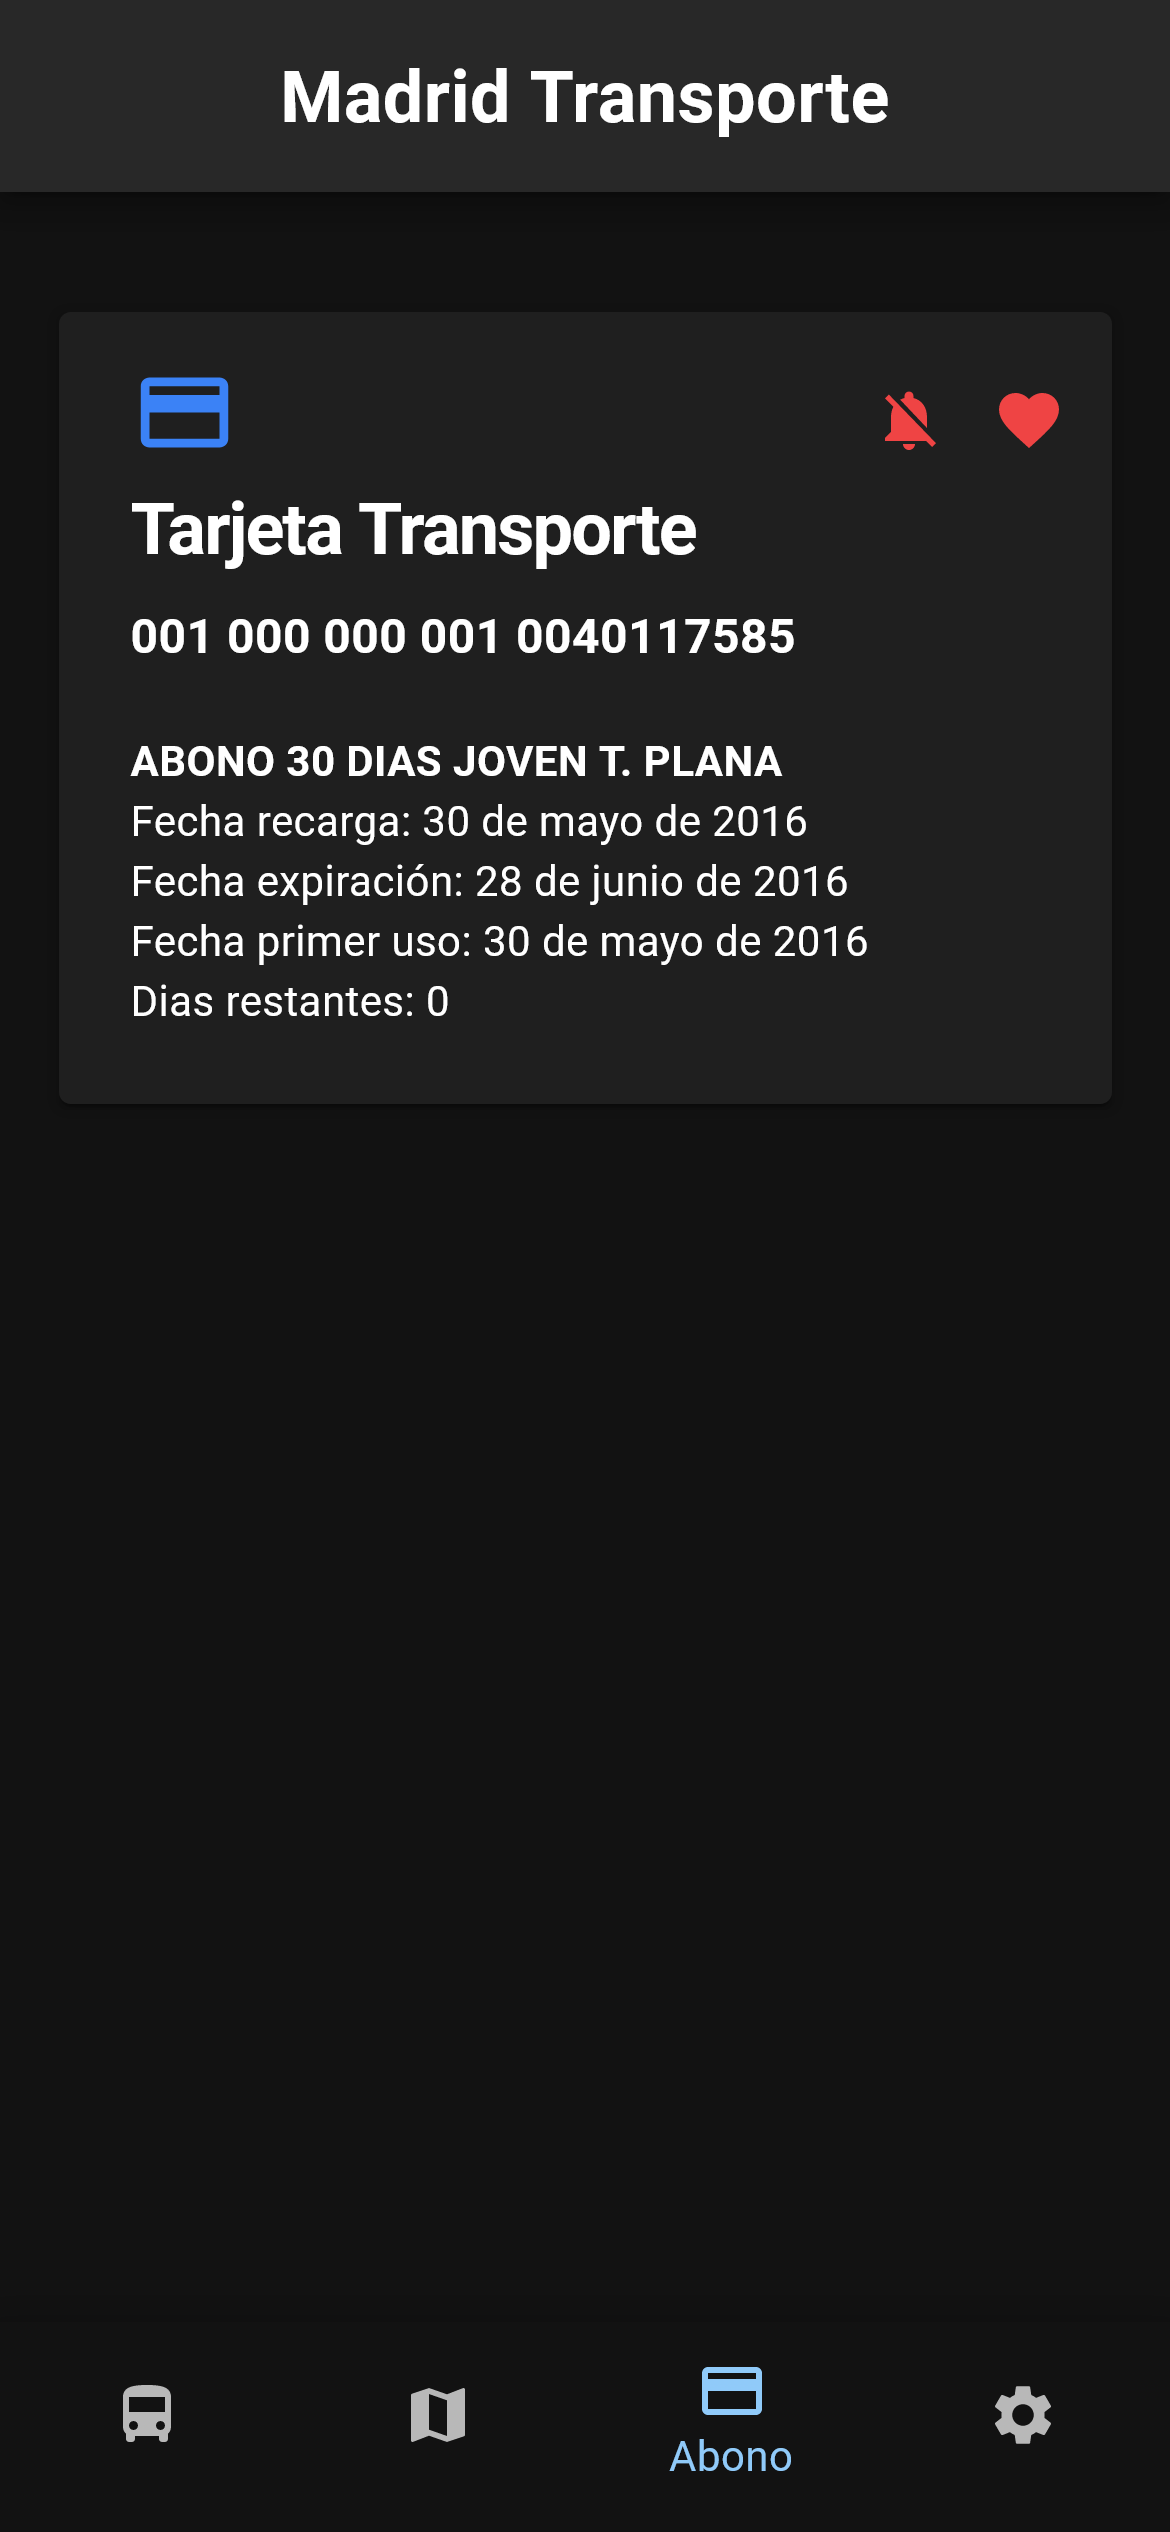 Madrid Transporte
Tarjeta Transporte
001 000 000 001 0040117585
ABONO 30 DIAS JOVEN T. PLANA
Fecha recarga: 30 de mayo de 2016
Fecha expiración: 28 de junio de 2016
Fecha primer uso: 30 de mayo de 2016
Dias restantes: 0
Abono